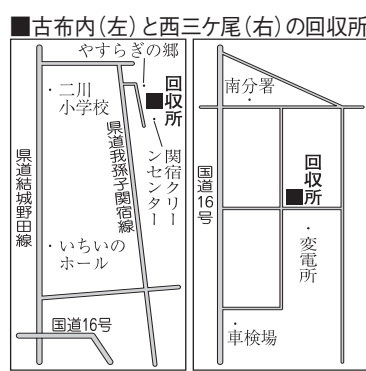 ■古布内(左)と西三ケ尾(右)の回収所
やすらぎの郷
・二川
小学校
回収所
県道我孫子関宿線
関宿クリー
ンセンター
県道結城野田線
・いちいの
ホール
国道16号
南分署
国道16号
回収所
・変電所
車検場